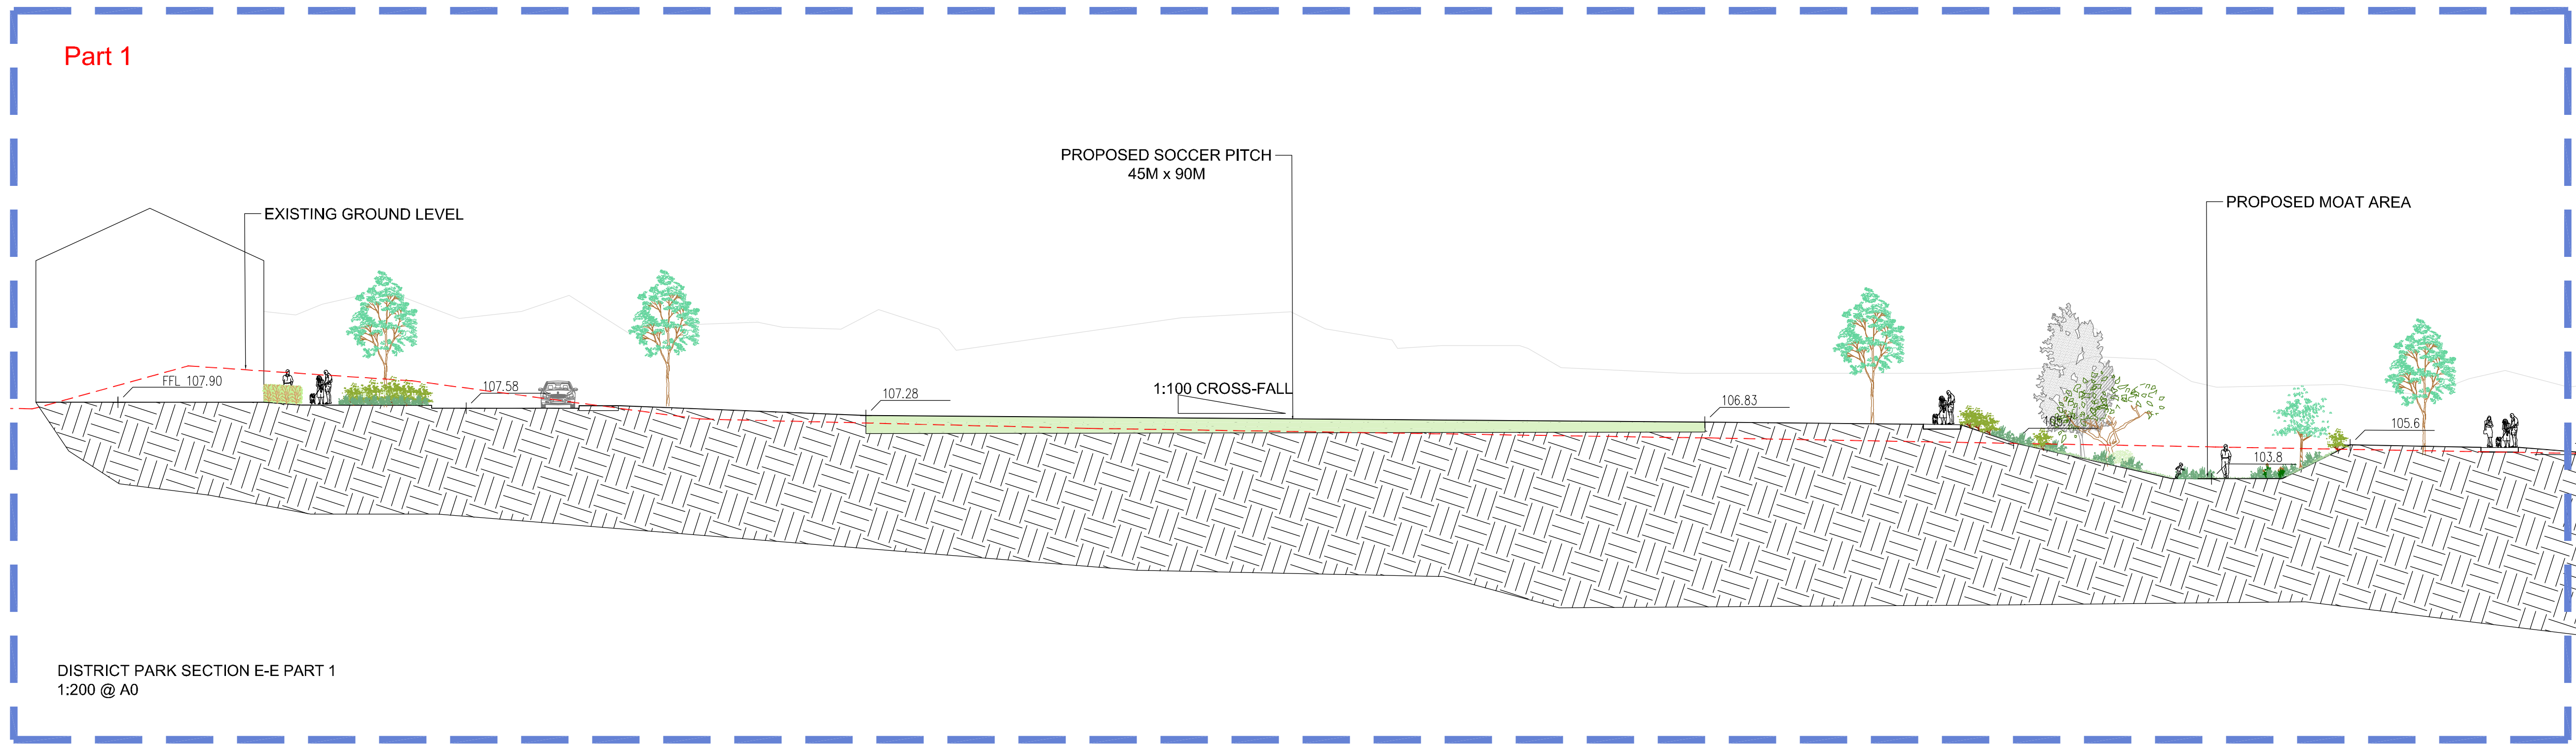 Part 1
PROPOSED SOCCER PITCH
45M x 90M
EXISTING GROUND LEVEL
PROPOSED MOAT AREA
FFL 107.90
107.58
107.28
1:100 CROSS-FALL
106.83
105.6
103.8
DISTRICT PARK SECTION E-E PART 1
1:200 @ A0